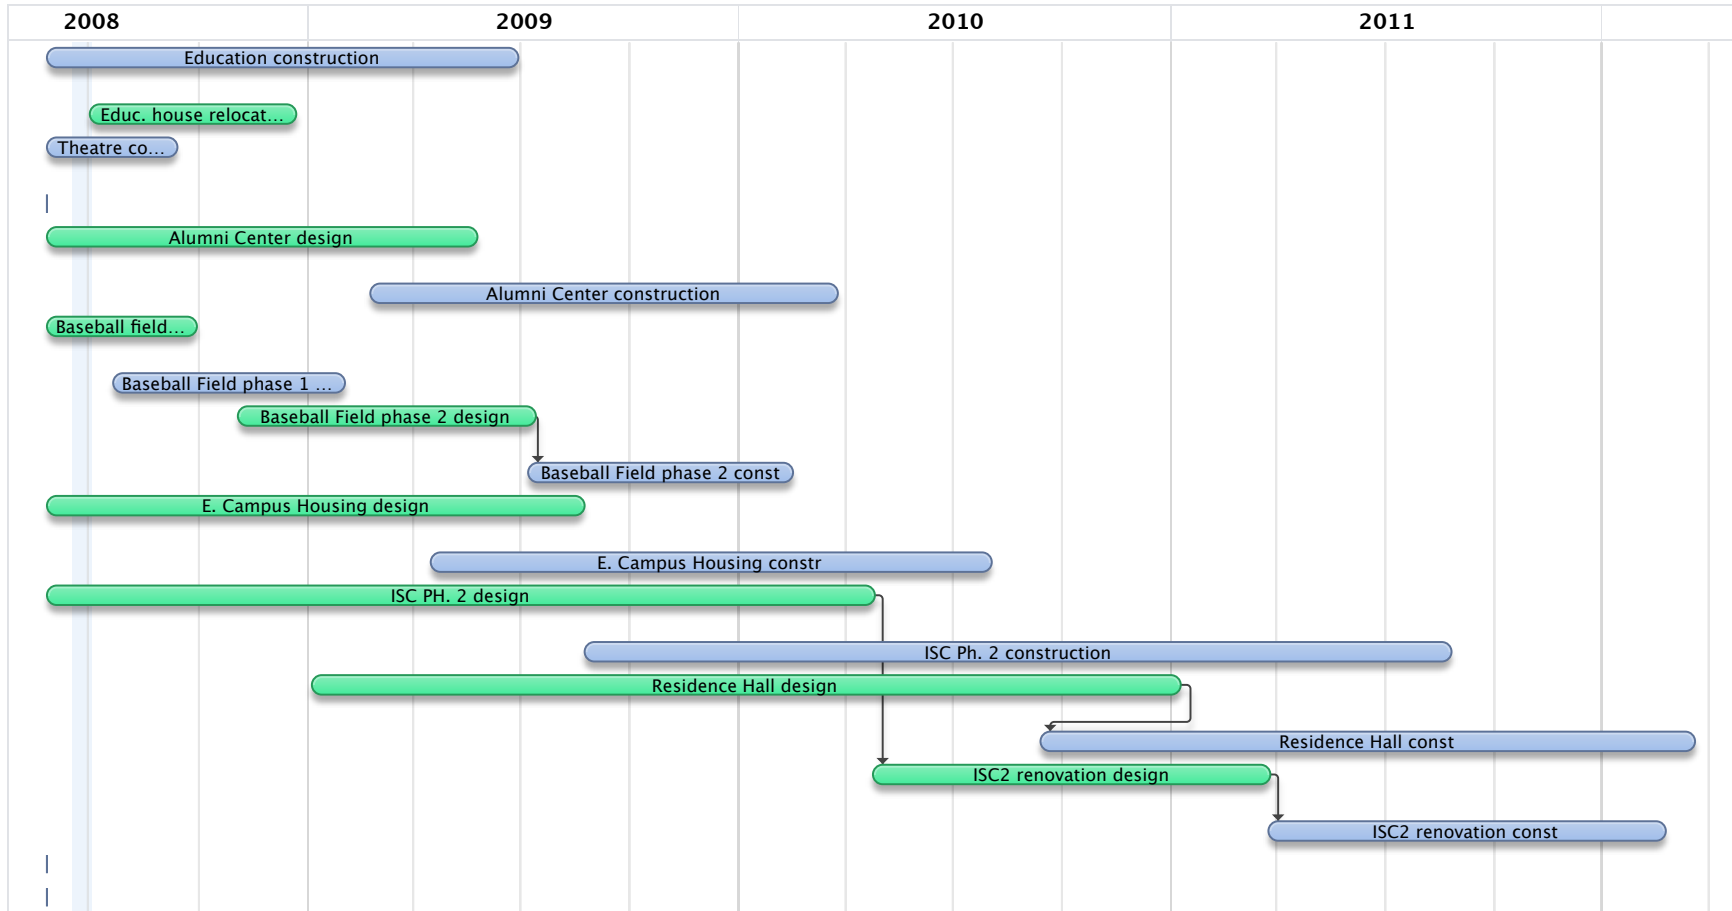 2008 2009 2010 2011
Education construction
Educ. house relocat...
Theatre co...
Alumni Center design
Alumni Center construction
Baseball field...
Baseball Field phase 1 ...
Baseball Field phase 2 design
Baseball Field phase 2 const
E. Campus Housing design
E. Campus Housing constr
ISC PH. 2 design
ISC Ph. 2 construction
Residence Hall design
Residence Hall const
ISC2 renovation design
ISC2 renovation const